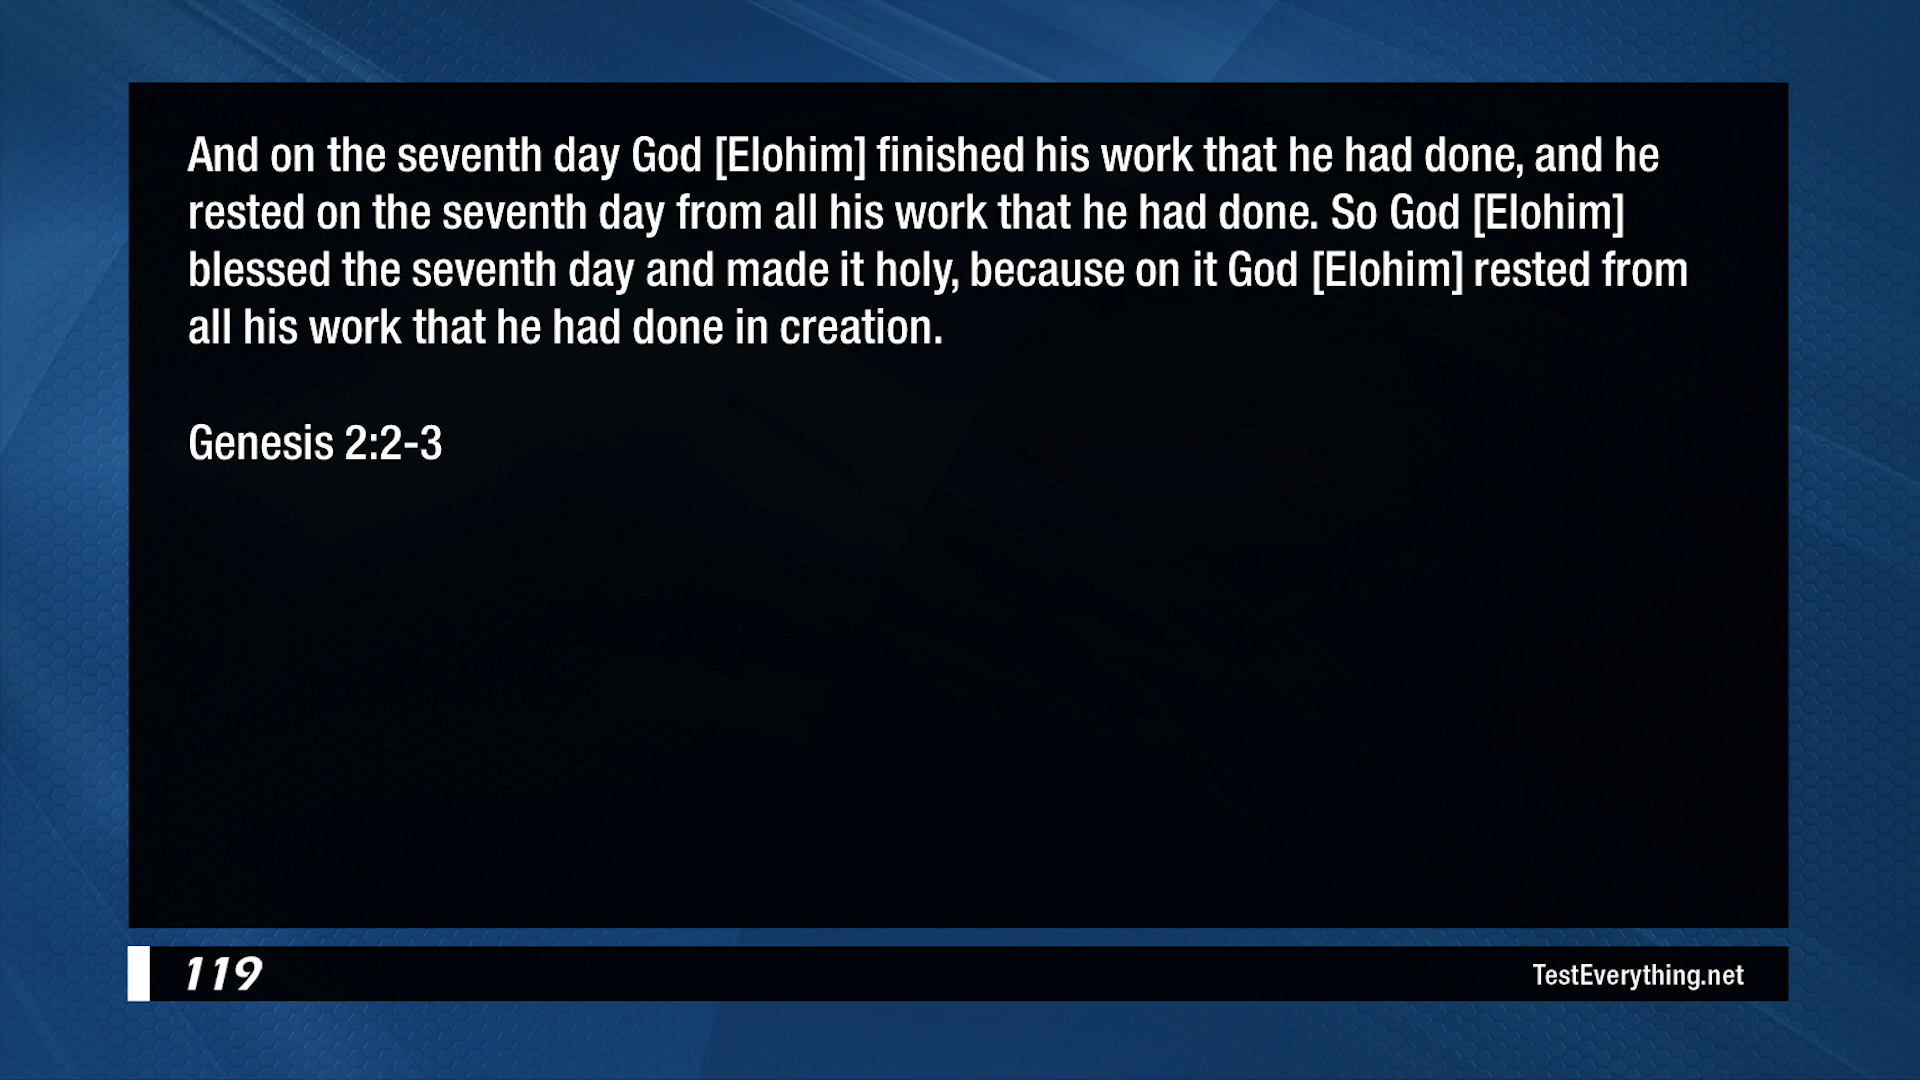 And on the seventh day God [Elohim] finished his work that he had done, and he
rested on the seventh day from all his work that he had done. So God [Elohim]
blessed the seventh day and made it holy, because on it God [Elohim] rested from
all his work that he had done in creation.
Genesis 2:2-3
119
TestEverything.net